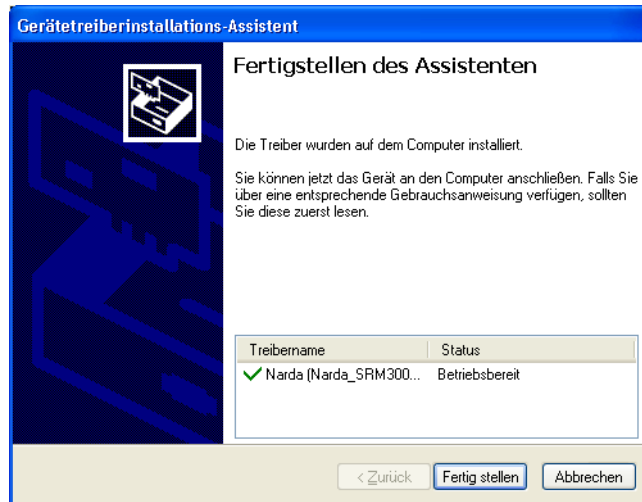 Gerätetreiberinstallations-Assistent
Fertigstellen des Assistenten
Die Treiber wurden auf dem Computer installiert.
Sie können jetzt das Gerät an den Computer anschließen. Falls Sie
über eine entsprechende Gebrauchsanweisung verfügen, sollten
Sie diese zuerst lesen.
Treibername Status
Narda (Narda_SRM300... Betriebsbereit
< Zurück Fertig stellen Abbrechen